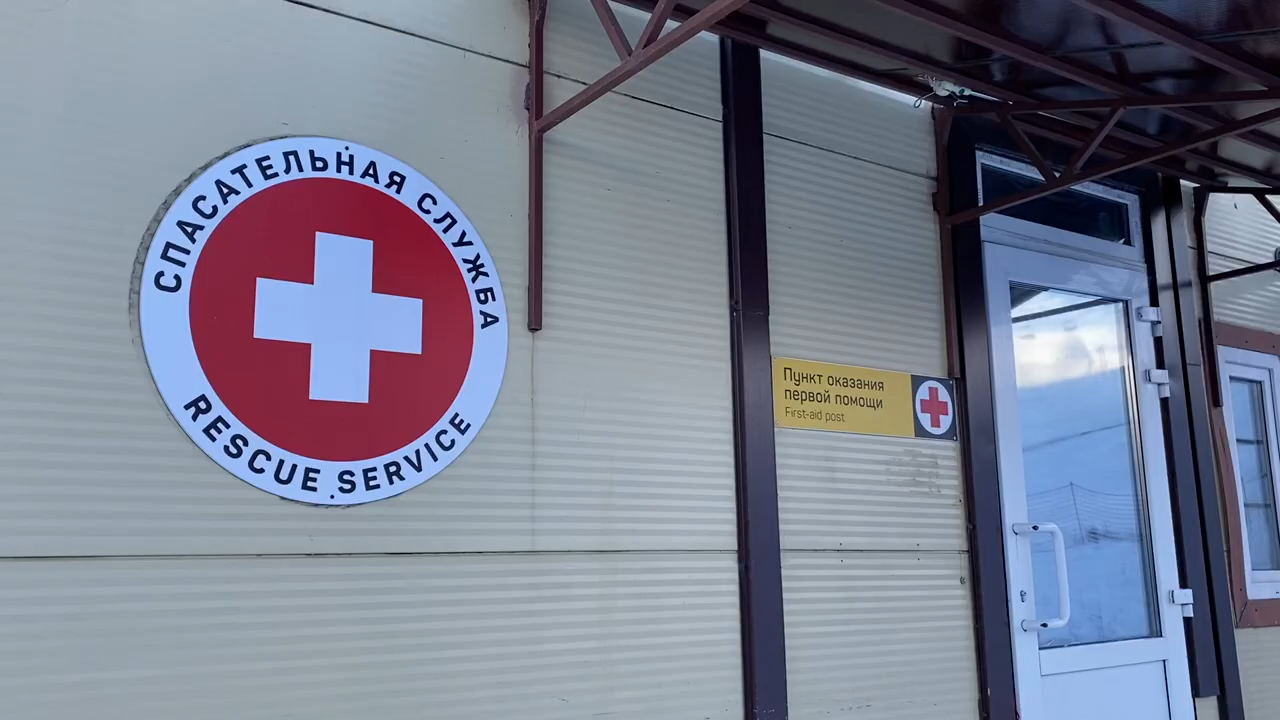 СПАСАТЕЛЬНАЯ СЛУЖБА
RESCUE SERVICE
Пункт оказания
первой помощи
First-aid post